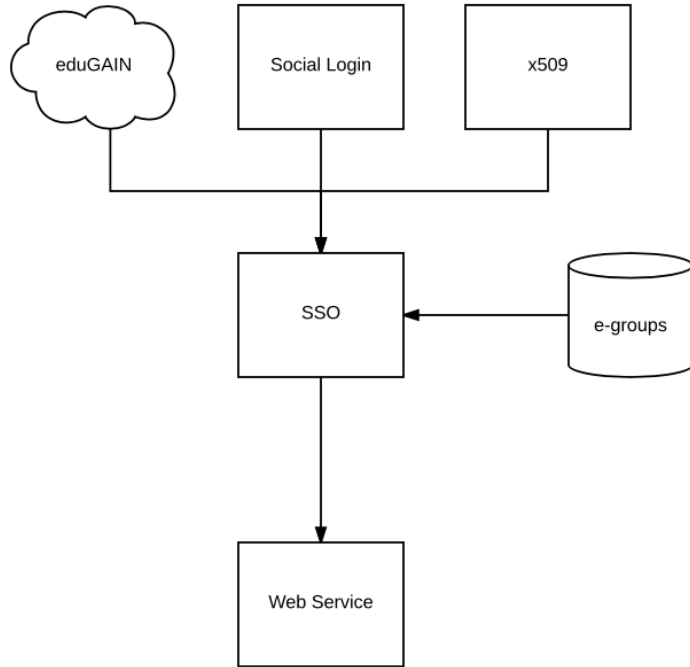 eduGAIN
Social Login
x509
SSO
e-groups
Web Service